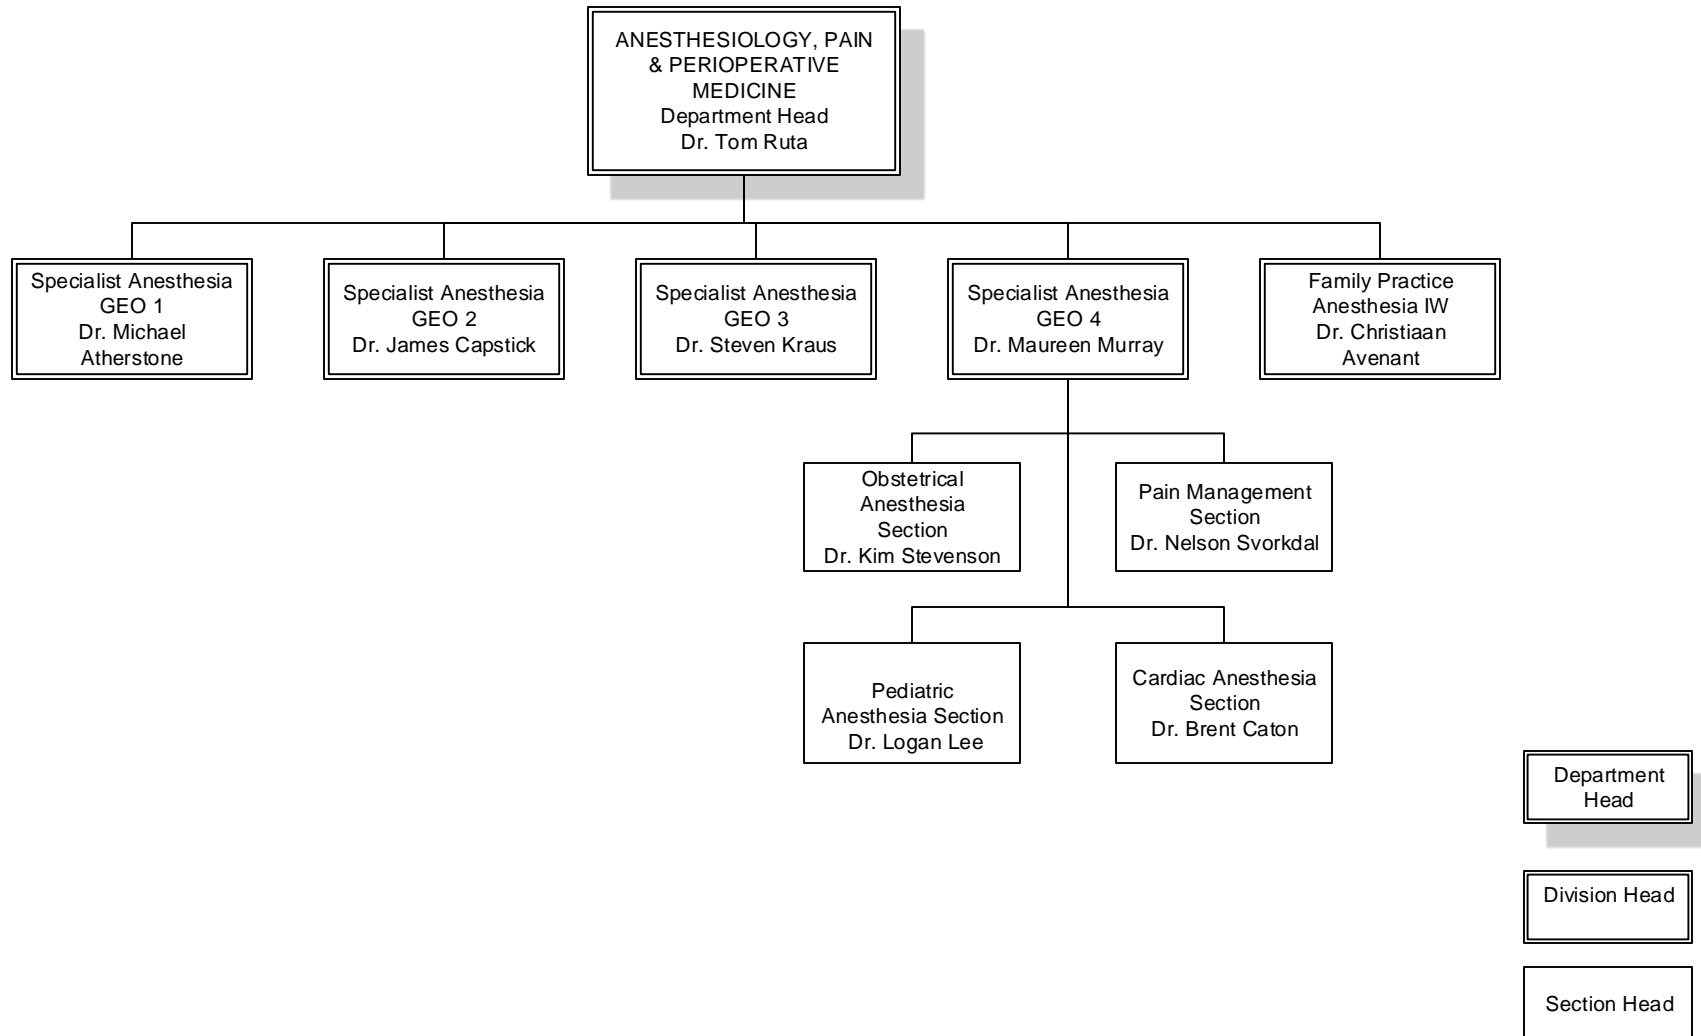 ANESTHESIOLOGY, PAIN
& PERIOPERATIVE
MEDICINE
Department Head
Dr. Tom Ruta
Specialist Anesthesia
GEO 1
Dr. Michael
Atherstone
Specialist Anesthesia
GEO 2
Dr. James Capstick
Specialist Anesthesia
GEO 3
Dr. Steven Kraus
Specialist Anesthesia
GEO 4
Dr. Maureen Murray
Family Practice
Anesthesia IW
Dr. Christiaan
Avenant
Obstetrical
Anesthesia
Section
Dr. Kim Stevenson
Pain Management
Section
Dr. Nelson Svorkdal
Pediatric
Anesthesia Section
Dr. Logan Lee
Cardiac Anesthesia
Section
Dr. Brent Caton
Department
Head
Division Head
Section Head